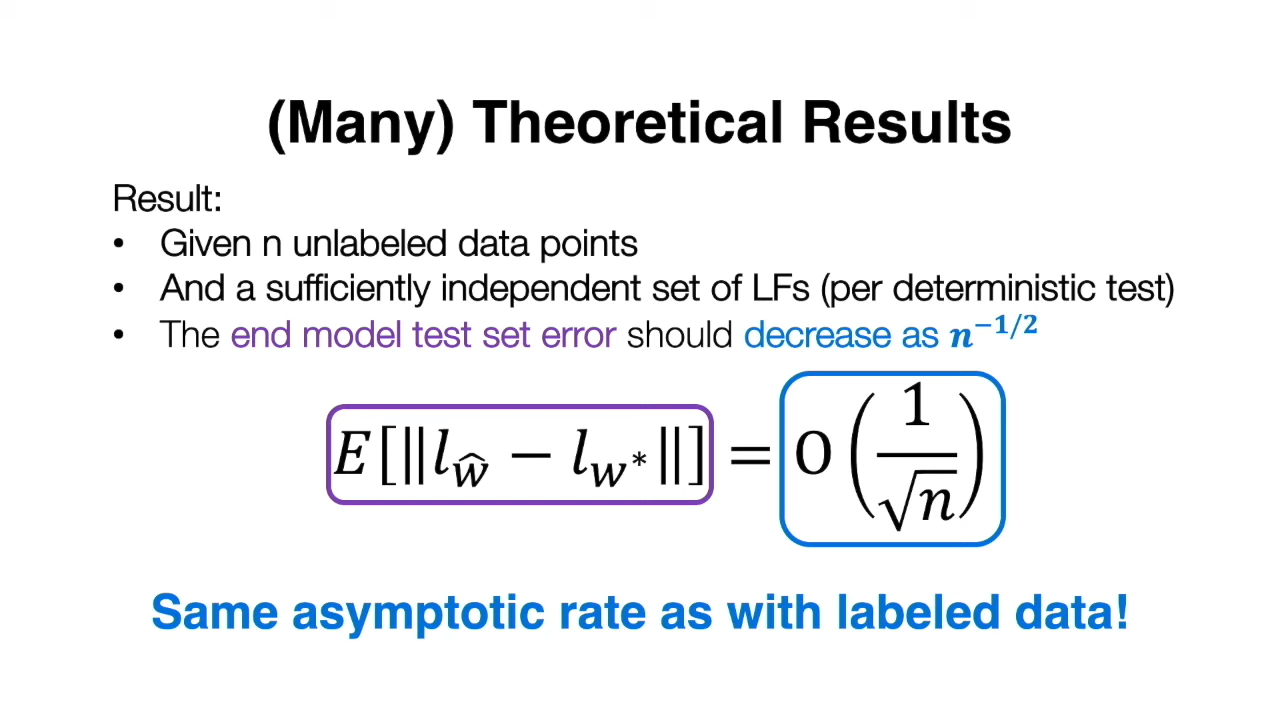 (Many) Theoretical Results
Result:
• Given n unlabeled data points
• And a sufficiently independent set of LFs (per deterministic test)
• The end model test set error should decrease as n⁻¹/²
E[‖l_ŵ − l_w*‖] = O(1/√n)
Same asymptotic rate as with labeled data!